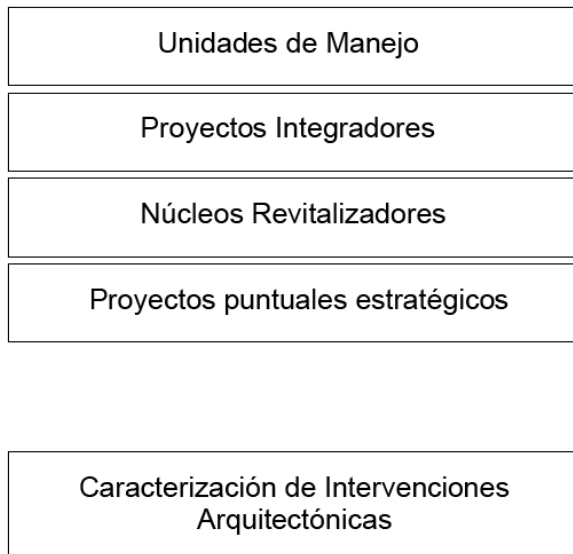 Unidades de Manejo
Proyectos Integradores
Núcleos Revitalizadores
Proyectos puntuales estratégicos
Caracterización de Intervenciones
Arquitectónicas